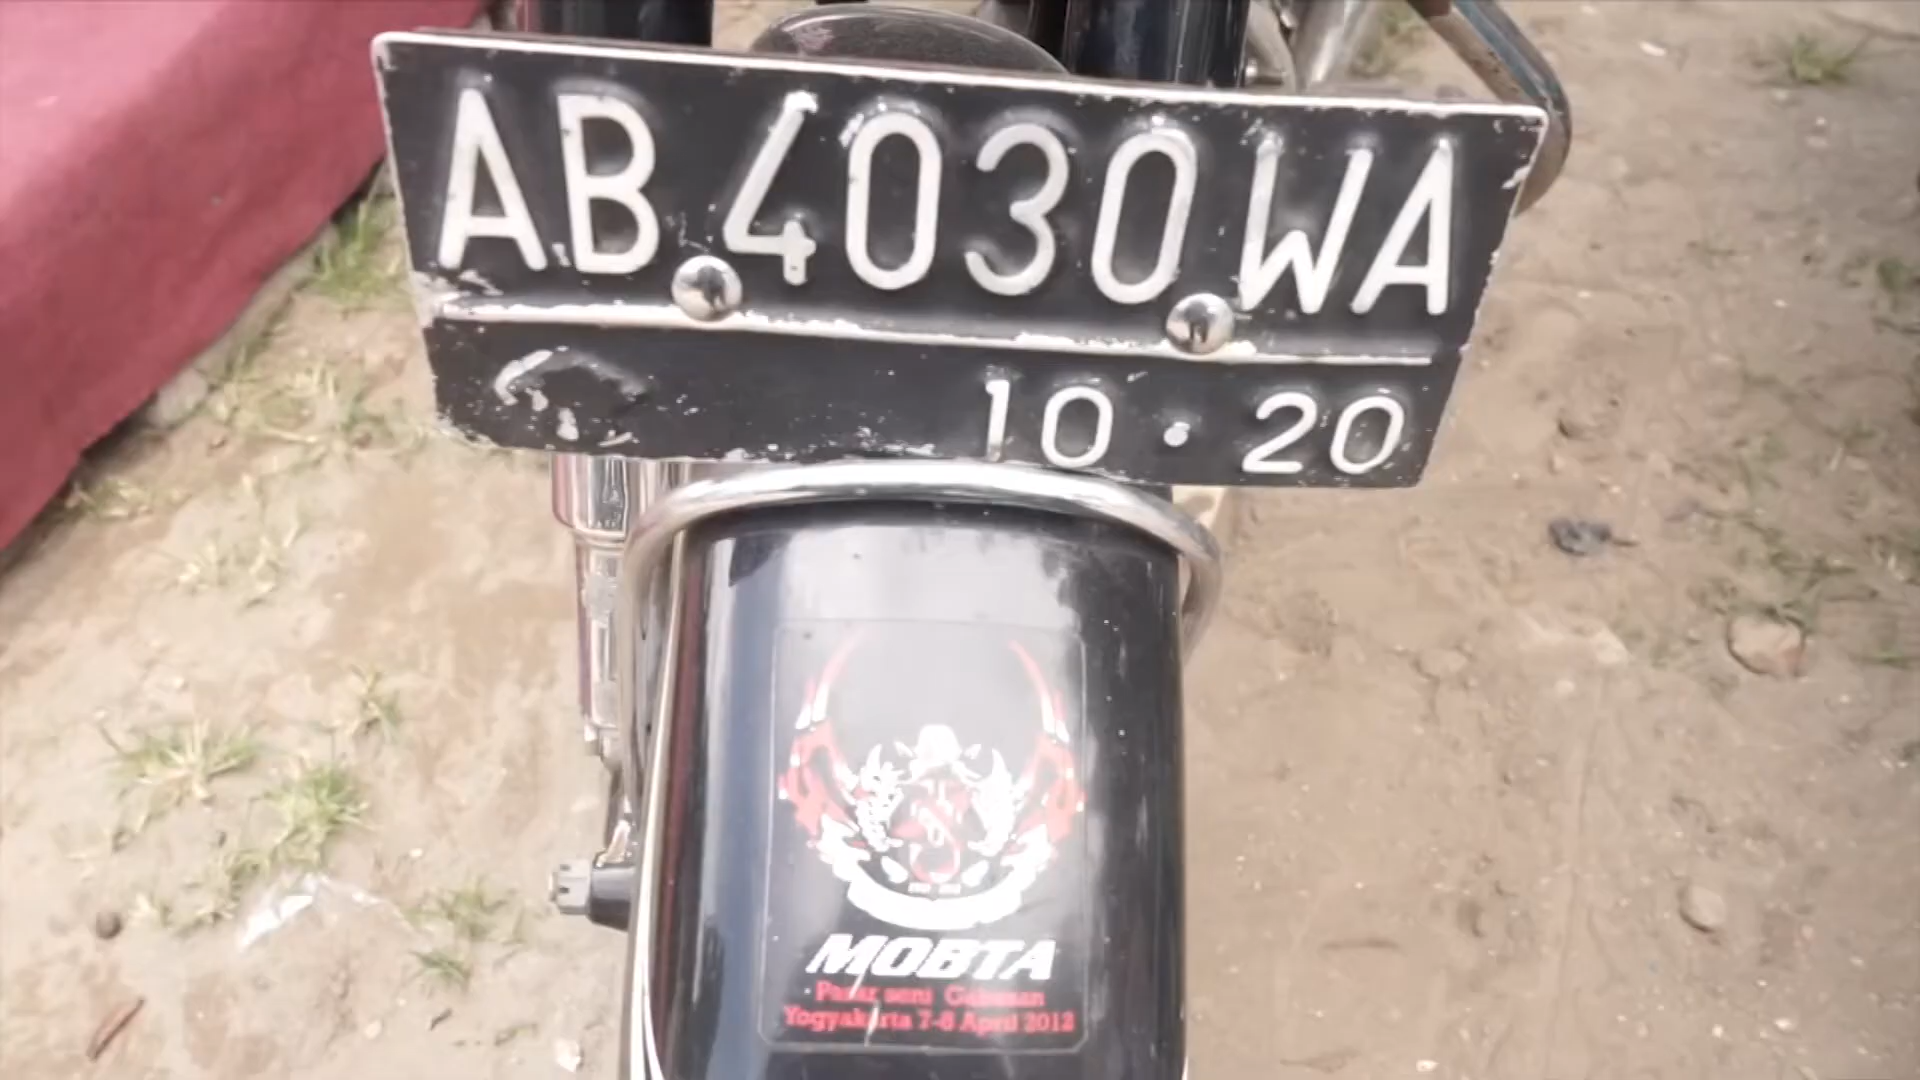 AB 4030 WA
10 • 20
MOBTA
Pasar seni Gabusan
Yogyakarta 7-8 April 2012